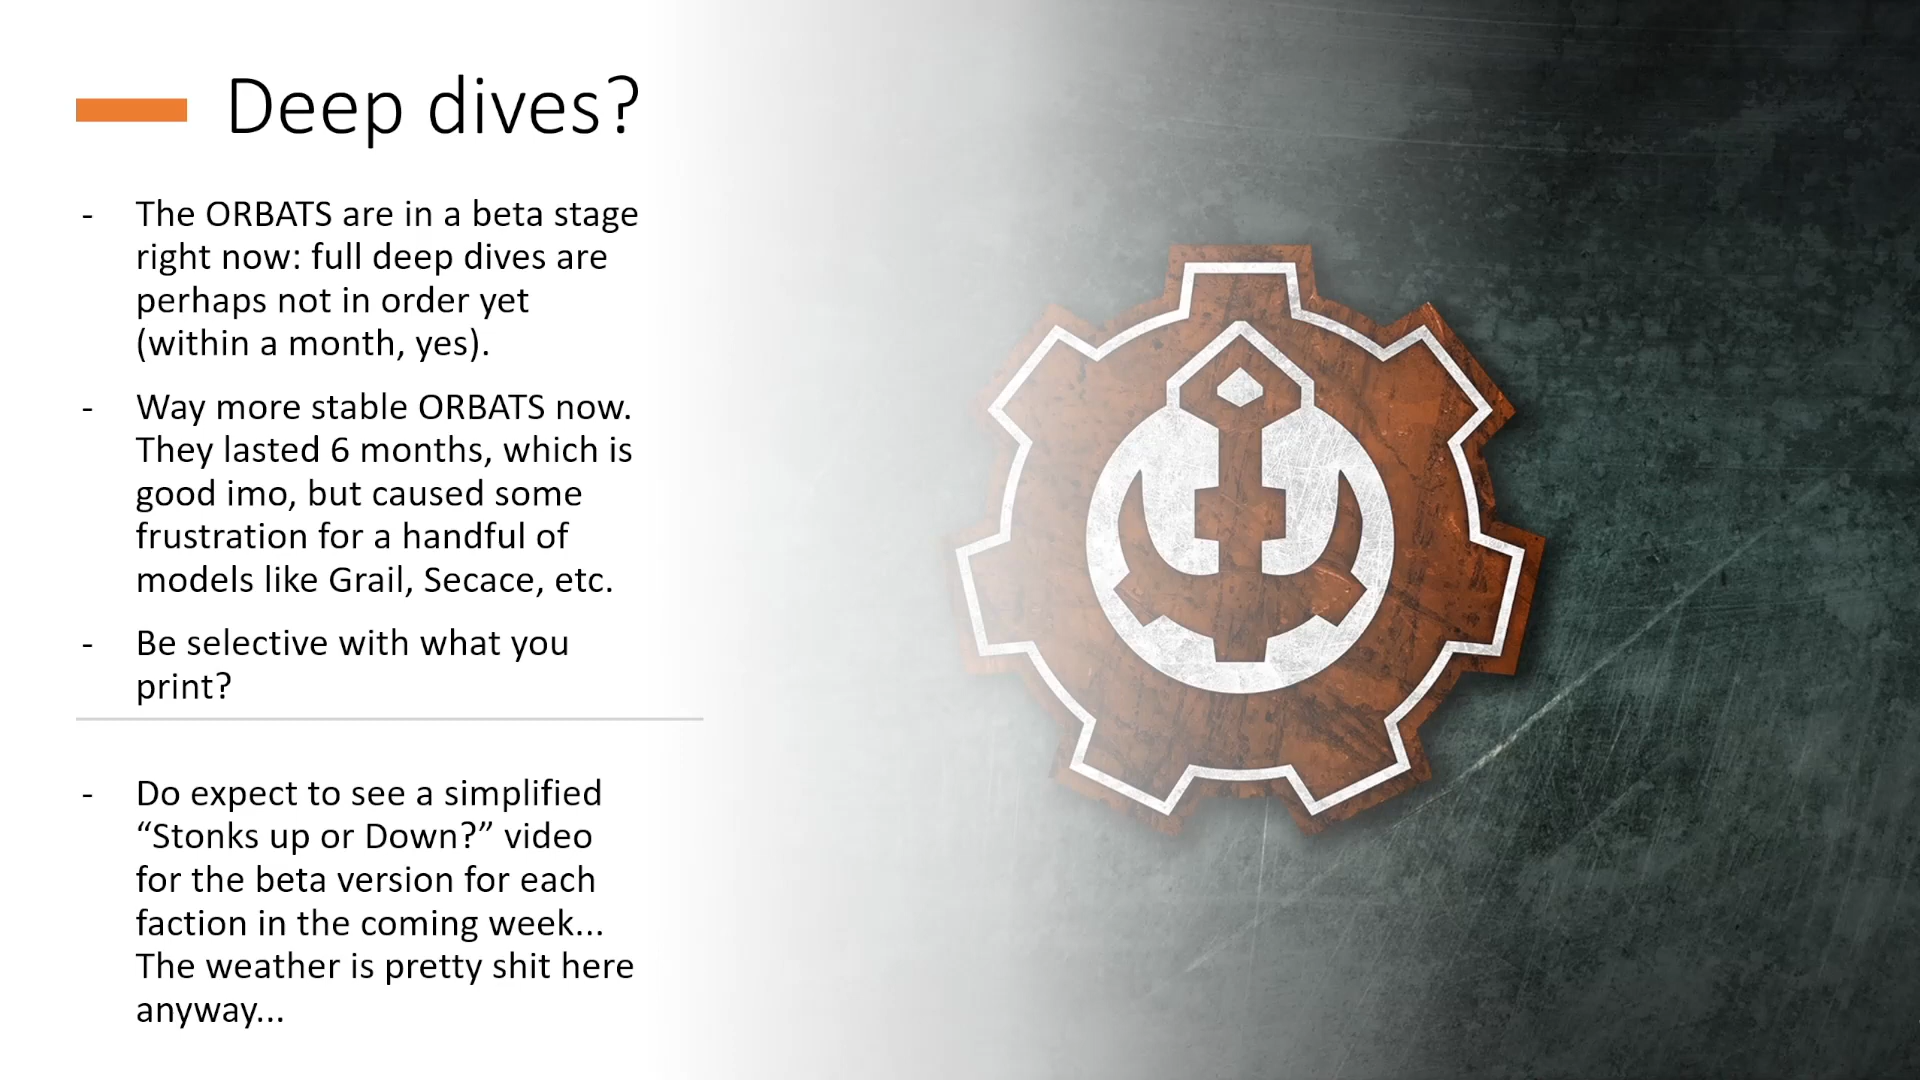 Deep dives?
- The ORBATS are in a beta stage
right now: full deep dives are
perhaps not in order yet
(within a month, yes).
- Way more stable ORBATS now.
They lasted 6 months, which is
good imo, but caused some
frustration for a handful of
models like Grail, Secace, etc.
- Be selective with what you
print?
- Do expect to see a simplified
“Stonks up or Down?” video
for the beta version for each
faction in the coming week...
The weather is pretty shit here
anyway...